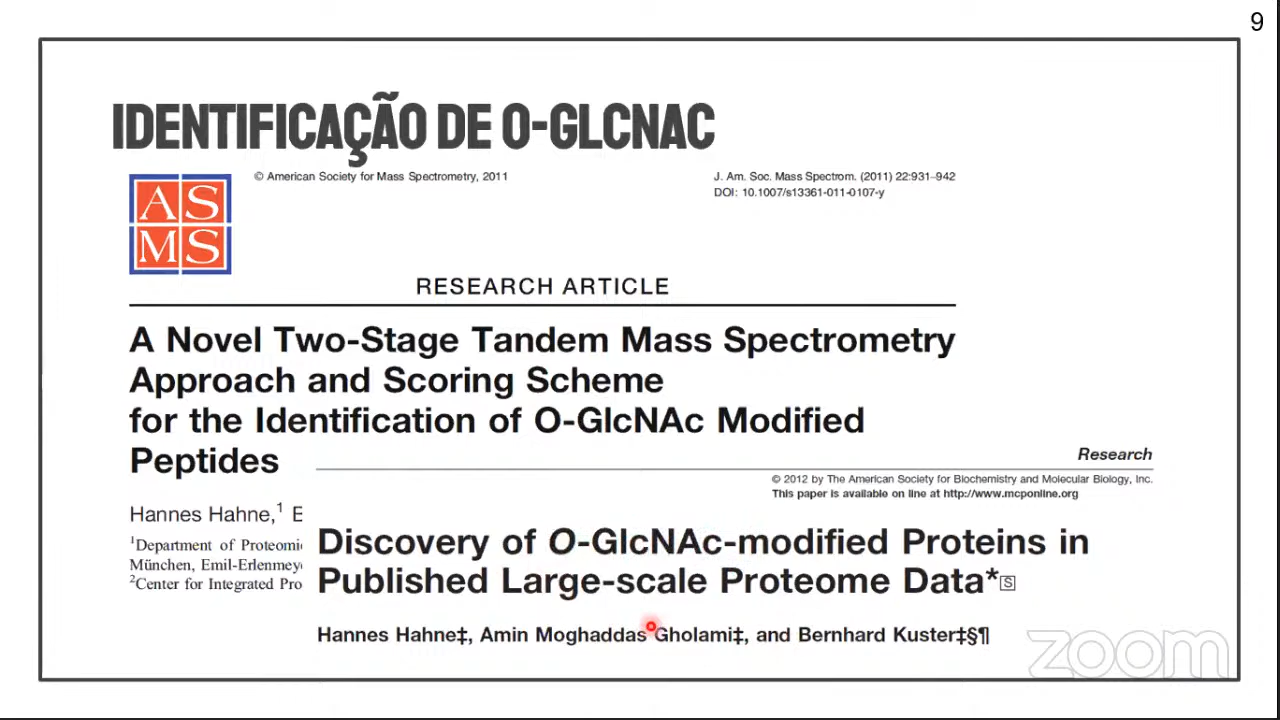 9
IDENTIFICAÇÃO DE O-GLCNAC
AS
MS
© American Society for Mass Spectrometry, 2011
J. Am. Soc. Mass Spectrom. (2011) 22:931–942
DOI: 10.1007/s13361-011-0107-y
RESEARCH ARTICLE
A Novel Two-Stage Tandem Mass Spectrometry
Approach and Scoring Scheme
for the Identification of O-GlcNAc Modified
Peptides
Hannes Hahne,¹ E
¹Department of Proteomi
München, Emil-Erlenmey
²Center for Integrated Pro
Research
© 2012 by The American Society for Biochemistry and Molecular Biology, Inc.
This paper is available on line at http://www.mcponline.org
Discovery of O-GlcNAc-modified Proteins in
Published Large-scale Proteome Data*S
Hannes Hahne‡, Amin Moghaddas Gholami‡, and Bernhard Kuster‡§¶
zoom